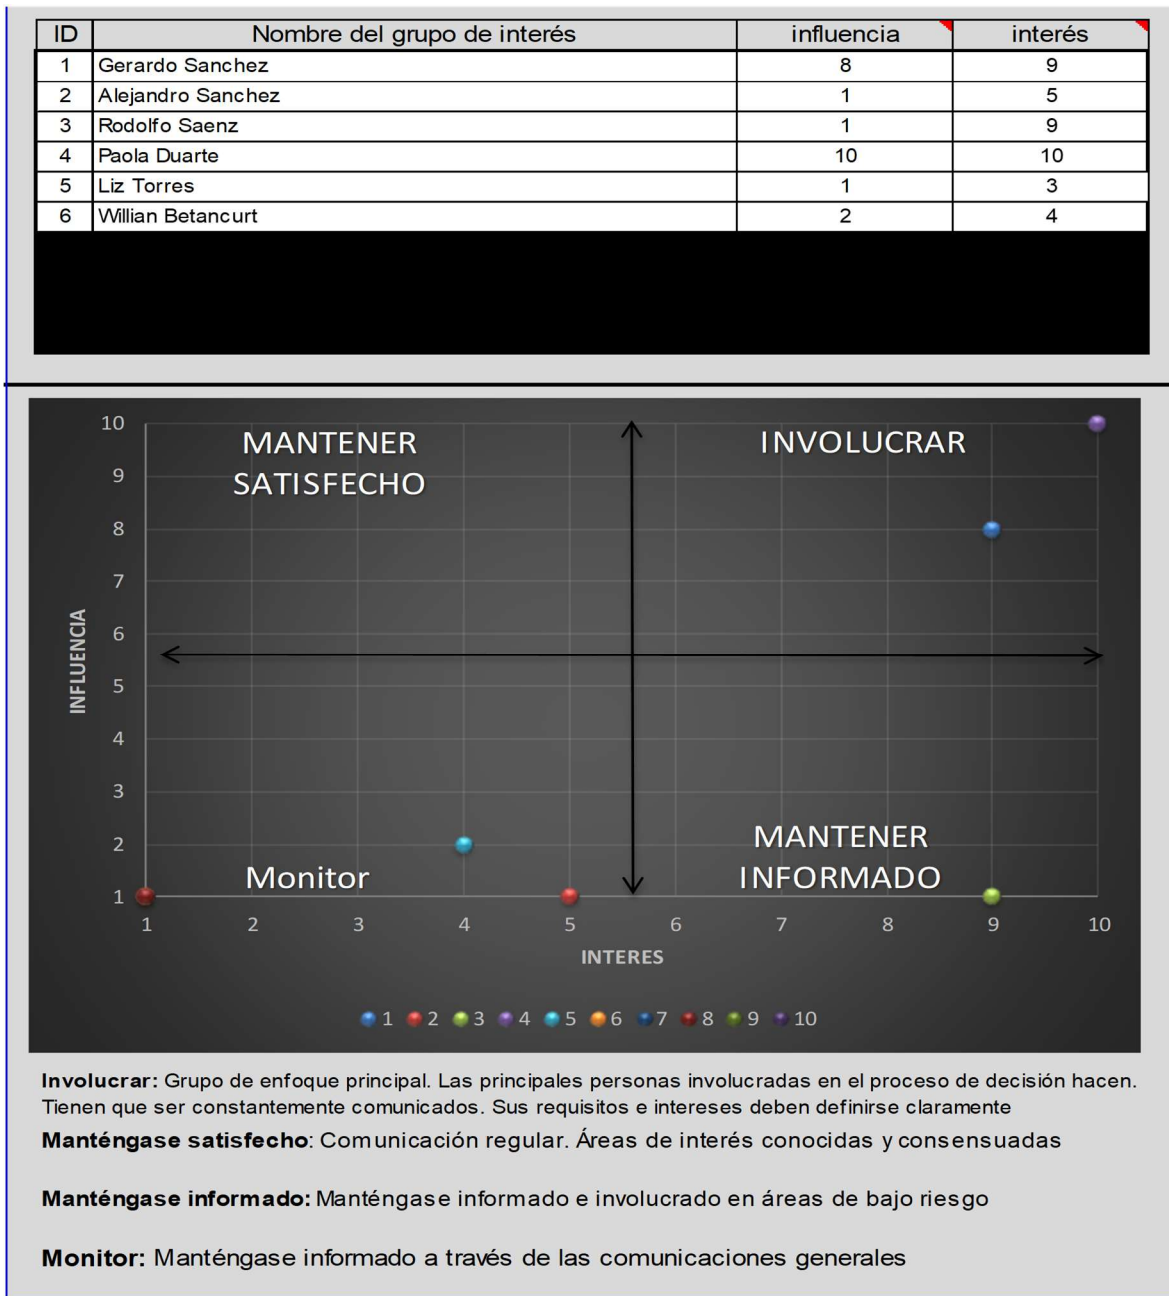 ID Nombre del grupo de interés influencia interés
1 Gerardo Sanchez 8 9
2 Alejandro Sanchez 1 5
3 Rodolfo Saenz 1 9
4 Paola Duarte 10 10
5 Liz Torres 1 3
6 Willian Betancurt 2 4
MANTENER
SATISFECHO
INVOLUCRAR
10
9
8
7
6
5
4
3
2
1
INFLUENCIA
Monitor
MANTENER
INFORMADO
1 2 3 4 5 6 7 8 9 10
INTERES
1 2 3 4 5 6 7 8 9 10
Involucrar: Grupo de enfoque principal. Las principales personas involucradas en el proceso de decisión hacen.
Tienen que ser constantemente comunicados. Sus requisitos e intereses deben definirse claramente
Manténgase satisfecho: Comunicación regular. Áreas de interés conocidas y consensuadas
Manténgase informado: Manténgase informado e involucrado en áreas de bajo riesgo
Monitor: Manténgase informado a través de las comunicaciones generales